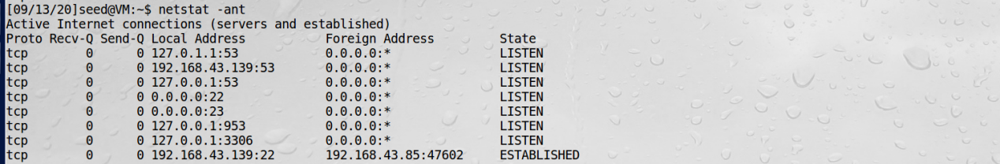 [09/13/20]seed@VM:~$ netstat -ant
Active Internet connections (servers and established)
Proto Recv-Q Send-Q Local Address           Foreign Address         State
tcp        0      0 127.0.1.1:53            0.0.0.0:*               LISTEN
tcp        0      0 192.168.43.139:53       0.0.0.0:*               LISTEN
tcp        0      0 127.0.0.1:53            0.0.0.0:*               LISTEN
tcp        0      0 0.0.0.0:22              0.0.0.0:*               LISTEN
tcp        0      0 0.0.0.0:23              0.0.0.0:*               LISTEN
tcp        0      0 127.0.0.1:953           0.0.0.0:*               LISTEN
tcp        0      0 127.0.0.1:3306          0.0.0.0:*               LISTEN
tcp        0      0 192.168.43.139:22       192.168.43.85:47602     ESTABLISHED